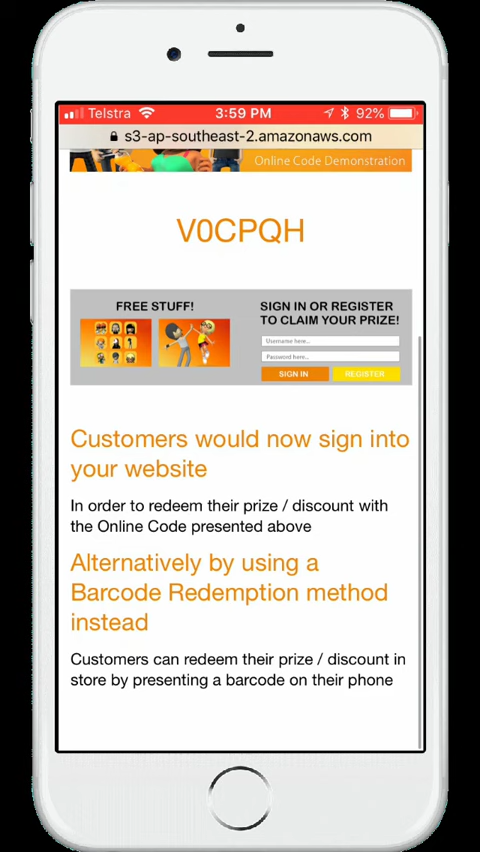 Telstra 3:59 PM 92%
s3-ap-southeast-2.amazonaws.com
Online Code Demonstration
V0CPQH
FREE STUFF!
SIGN IN OR REGISTER
TO CLAIM YOUR PRIZE!
Username here...
Password here...
SIGN IN
REGISTER
Customers would now sign into
your website
In order to redeem their prize / discount with
the Online Code presented above
Alternatively by using a
Barcode Redemption method
instead
Customers can redeem their prize / discount in
store by presenting a barcode on their phone